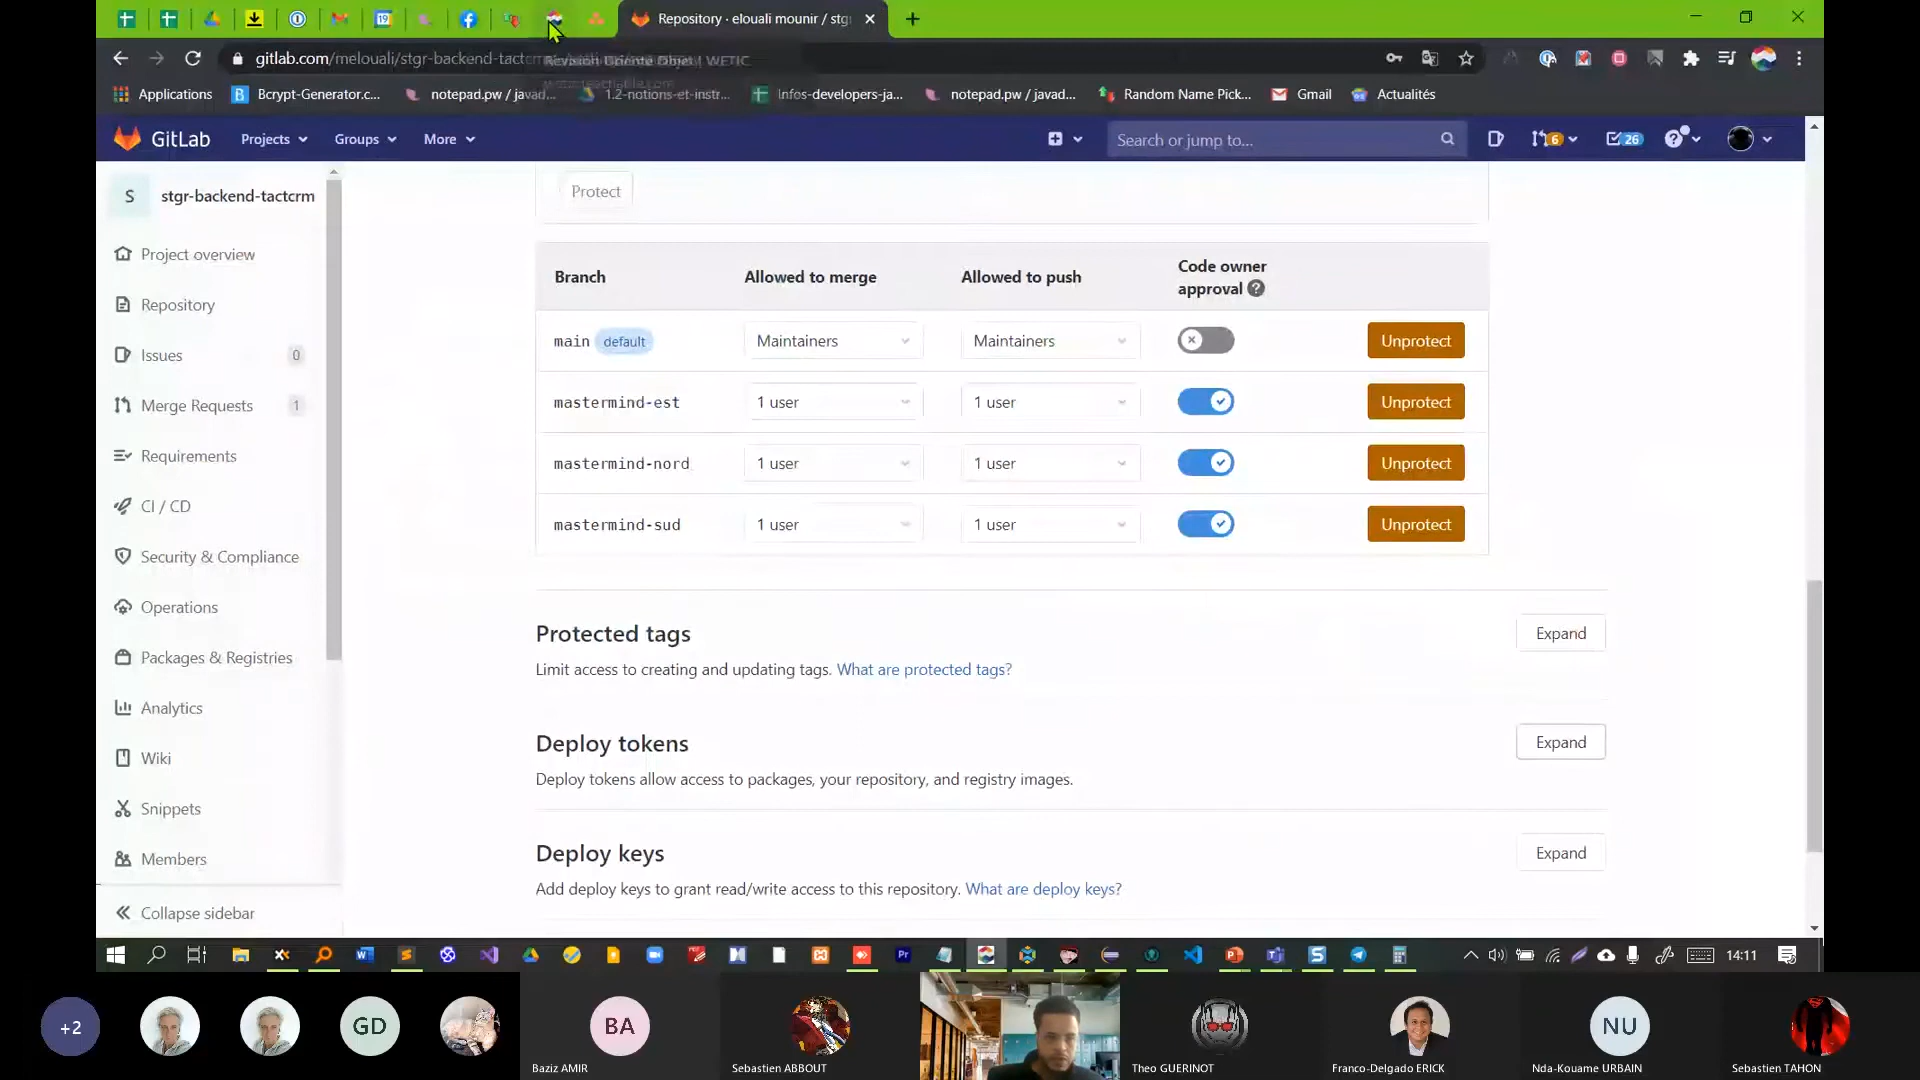 Repository · elouali mounir / stg
gitlab.com/melouali/stgr-backend-tactcrm
Revision Oriente Objet | WETIC
Applications
Bcrypt-Generator.c...
notepad.pw / javad...
1.2-notions-et-instr...
Infos-developers-ja...
notepad.pw / javad...
Random Name Pick...
Gmail
Actualités
GitLab
Projects
Groups
More
Search or jump to...
6
26
S
stgr-backend-tactcrm
Project overview
Repository
Issues 0
Merge Requests 1
Requirements
CI / CD
Security & Compliance
Operations
Packages & Registries
Analytics
Wiki
Snippets
Members
Collapse sidebar
Protect
Branch Allowed to merge Allowed to push Code owner approval
main default Maintainers Maintainers Unprotect
mastermind-est 1 user 1 user Unprotect
mastermind-nord 1 user 1 user Unprotect
mastermind-sud 1 user 1 user Unprotect
Protected tags
Expand
Limit access to creating and updating tags. What are protected tags?
Deploy tokens
Expand
Deploy tokens allow access to packages, your repository, and registry images.
Deploy keys
Expand
Add deploy keys to grant read/write access to this repository. What are deploy keys?
14:11
+2
GD
BA
Baziz AMIR
Sebastien ABBOUT
Theo GUERINOT
Franco-Delgado ERICK
NU
Nda-Kouame URBAIN
Sebastien TAHON